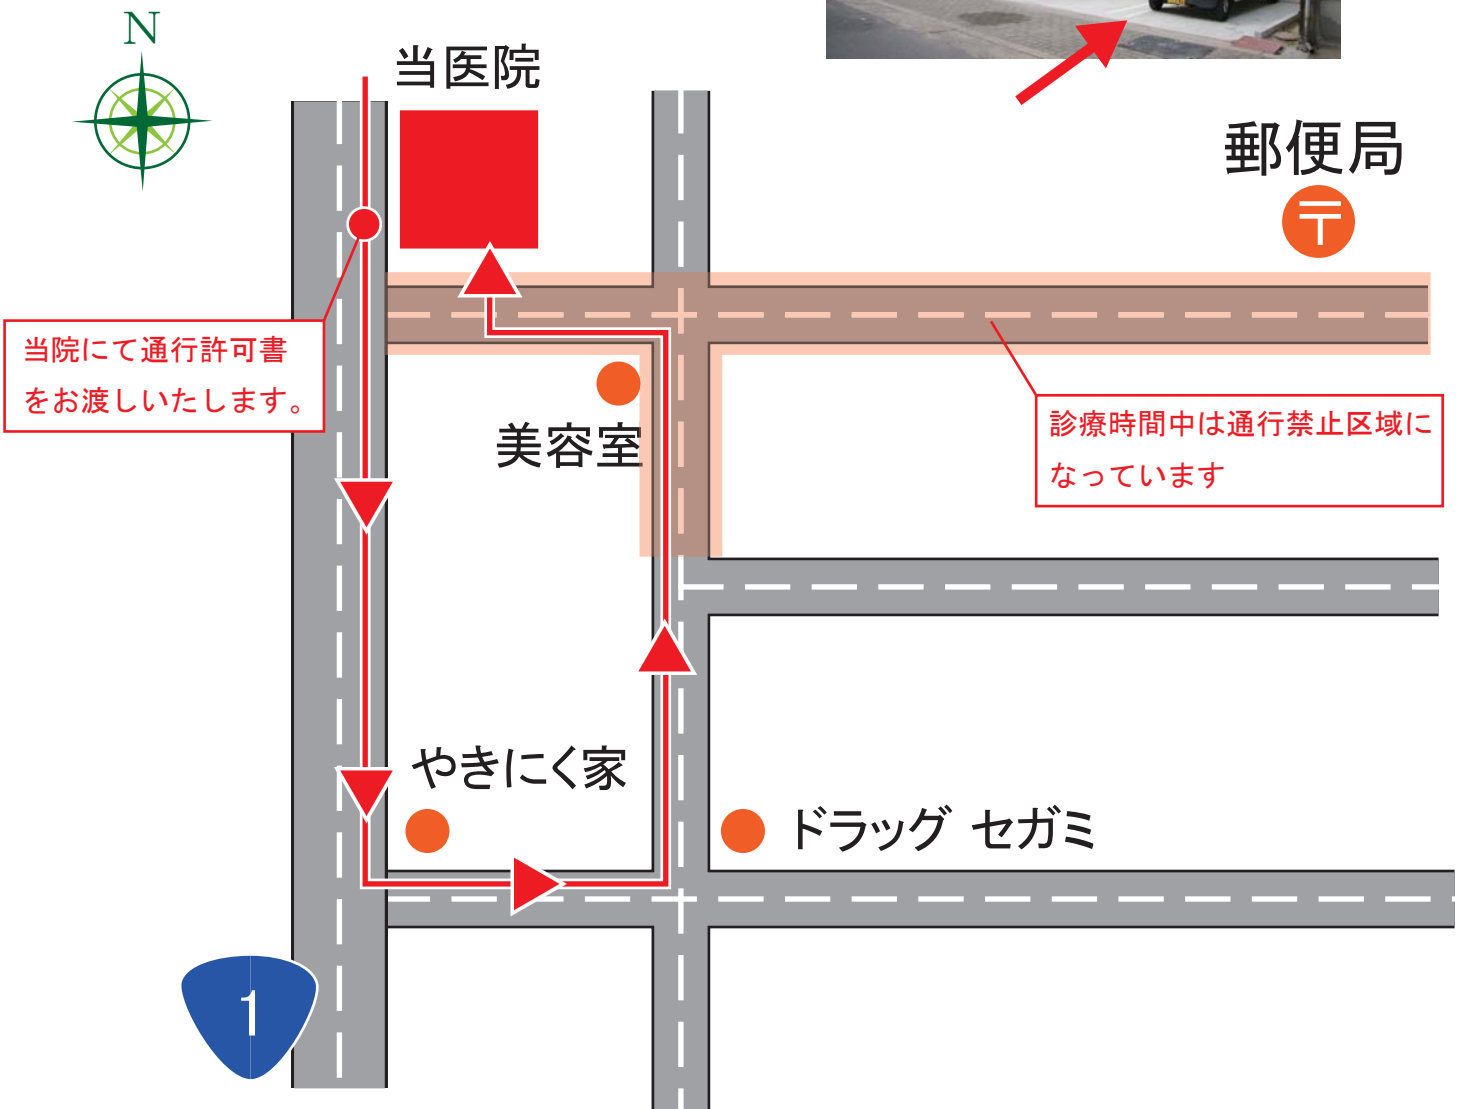 N
当医院
郵便局
〒
当院にて通行許可書
をお渡しいたします。
診療時間中は通行禁止区域に
なっています
美容室
やきにく家
ドラッグ セガミ
1